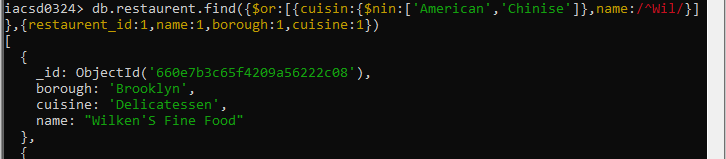 iacsd0324> db.restaurent.find({$or:[{cuisin:{$nin:['American','Chinise']},name:/^Wil/}]
},{restaurent_id:1,name:1,borough:1,cuisine:1})
[
  {
    _id: ObjectId('660e7b3c65f4209a56222c08'),
    borough: 'Brooklyn',
    cuisine: 'Delicatessen',
    name: "Wilken'S Fine Food"
  },
  {